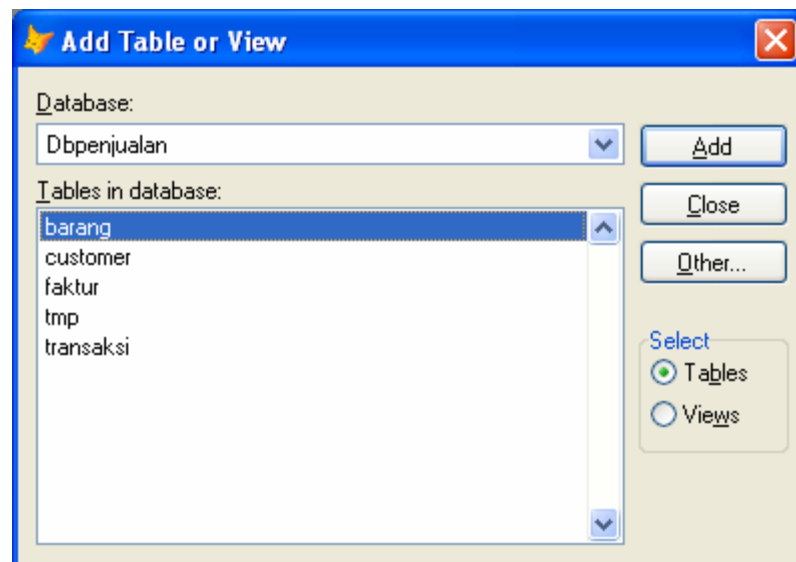 Add Table or View
Database:
Dbpenjualan
Add
Tables in database:
Close
barang
customer
Other...
faktur
tmp
transaksi
Select
Tables
Views